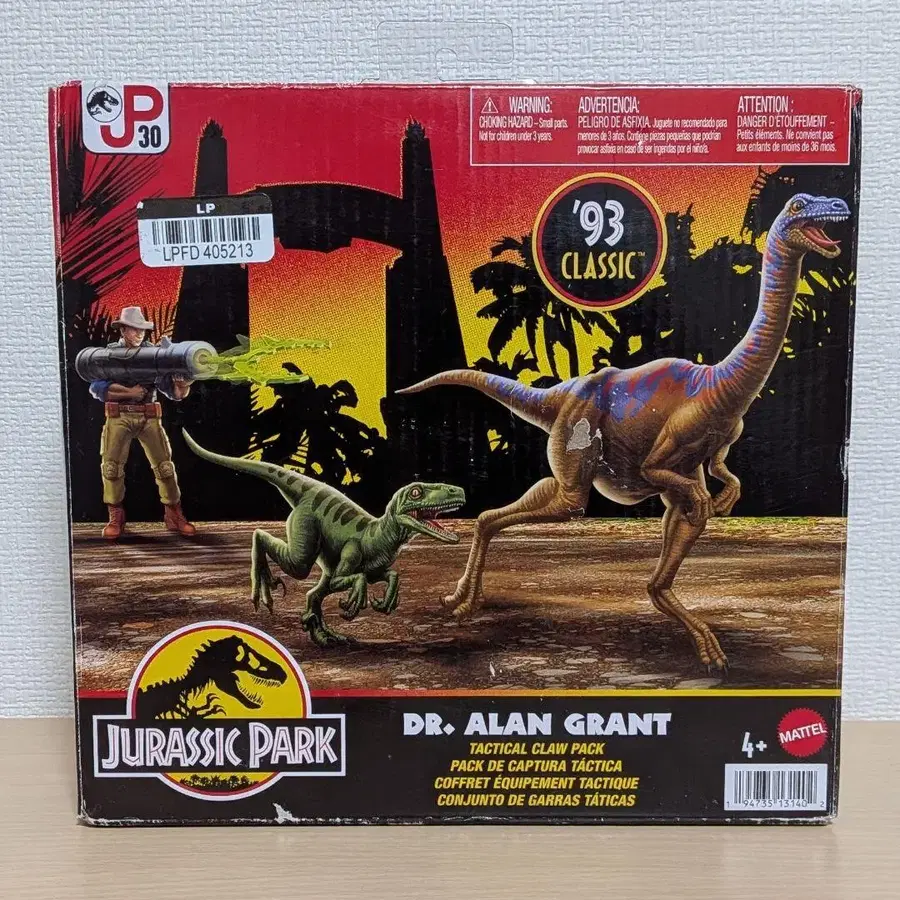 JP
30
WARNING:
CHOKING HAZARD – Small parts.
Not for children under 3 years.
ADVERTENCIA:
PELIGRO DE ASFIXIA. Juguete no recomendado para
menores de 3 años. Contiene piezas pequeñas que podrían
provocar asfixia en caso de ser ingeridas por el niño/a.
ATTENTION :
DANGER D'ÉTOUFFEMENT –
Petits éléments. Ne convient pas
aux enfants de moins de 36 mois.
LP
LPFD 405213
'93
CLASSIC™
JURASSIC PARK
DR. ALAN GRANT
TACTICAL CLAW PACK
PACK DE CAPTURA TÁCTICA
COFFRET ÉQUIPEMENT TACTIQUE
CONJUNTO DE GARRAS TÁTICAS
4+
MATTEL
1 94735 13140 2